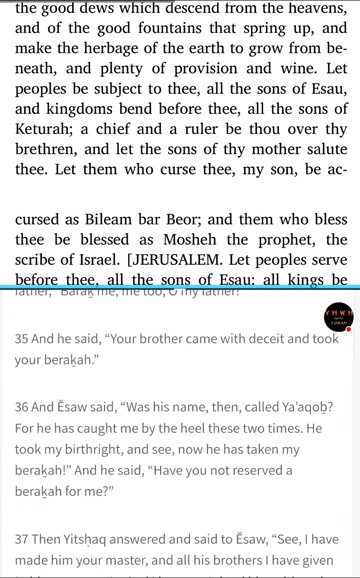 the good dews which descend from the heavens,
and of the good fountains that spring up, and
make the herbage of the earth to grow from be-
neath, and plenty of provision and wine. Let
peoples be subject to thee, all the sons of Esau,
and kingdoms bend before thee, all the sons of
Keturah; a chief and a ruler be thou over thy
brethren, and let the sons of thy mother salute
thee. Let them who curse thee, my son, be ac-
cursed as Bileam bar Beor; and them who bless
thee be blessed as Mosheh the prophet, the
scribe of Israel. [JERUSALEM. Let peoples serve
before thee, all the sons of Esau; all kings be
father, “Barak me, me too, O my father!”
35 And he said, “Your brother came with deceit and took
your beraḵah.”
36 And Ěsaw said, “Was his name, then, called Ya’aqoḇ?
For he has caught me by the heel these two times. He
took my birthright, and see, now he has taken my
beraḵah!” And he said, “Have you not reserved a
beraḵah for me?”
37 Then Yitsḥaq answered and said to Ěsaw, “See, I have
made him your master, and all his brothers I have given